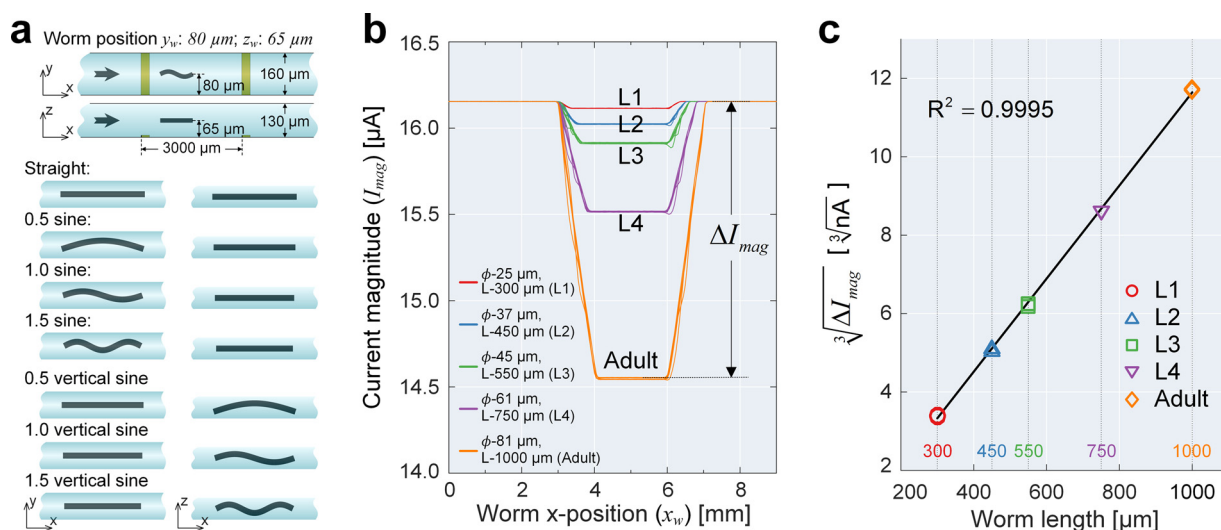 a
Worm position y_w: 80 µm; z_w: 65 µm
y
x
80 µm
160 µm
z
x
65 µm
130 µm
3000 µm
Straight:
0.5 sine:
1.0 sine:
1.5 sine:
0.5 vertical sine
1.0 vertical sine
1.5 vertical sine
y
x
z
x
b
Current magnitude (I_mag) [µA]
16.5
16.0
15.5
15.0
14.5
14.0
L1
L2
L3
L4
Adult
ΔI_mag
ϕ-25 µm,
L-300 µm (L1)
ϕ-37 µm,
L-450 µm (L2)
ϕ-45 µm,
L-550 µm (L3)
ϕ-61 µm,
L-750 µm (L4)
ϕ-81 µm,
L-1000 µm (Adult)
0 2 4 6 8
Worm x-position (x_w) [mm]
c
∛ΔI_mag [∛nA]
12
10
8
6
4
2
R² = 0.9995
L1
L2
L3
L4
Adult
300 450 550 750 1000
200 400 600 800 1000
Worm length [µm]